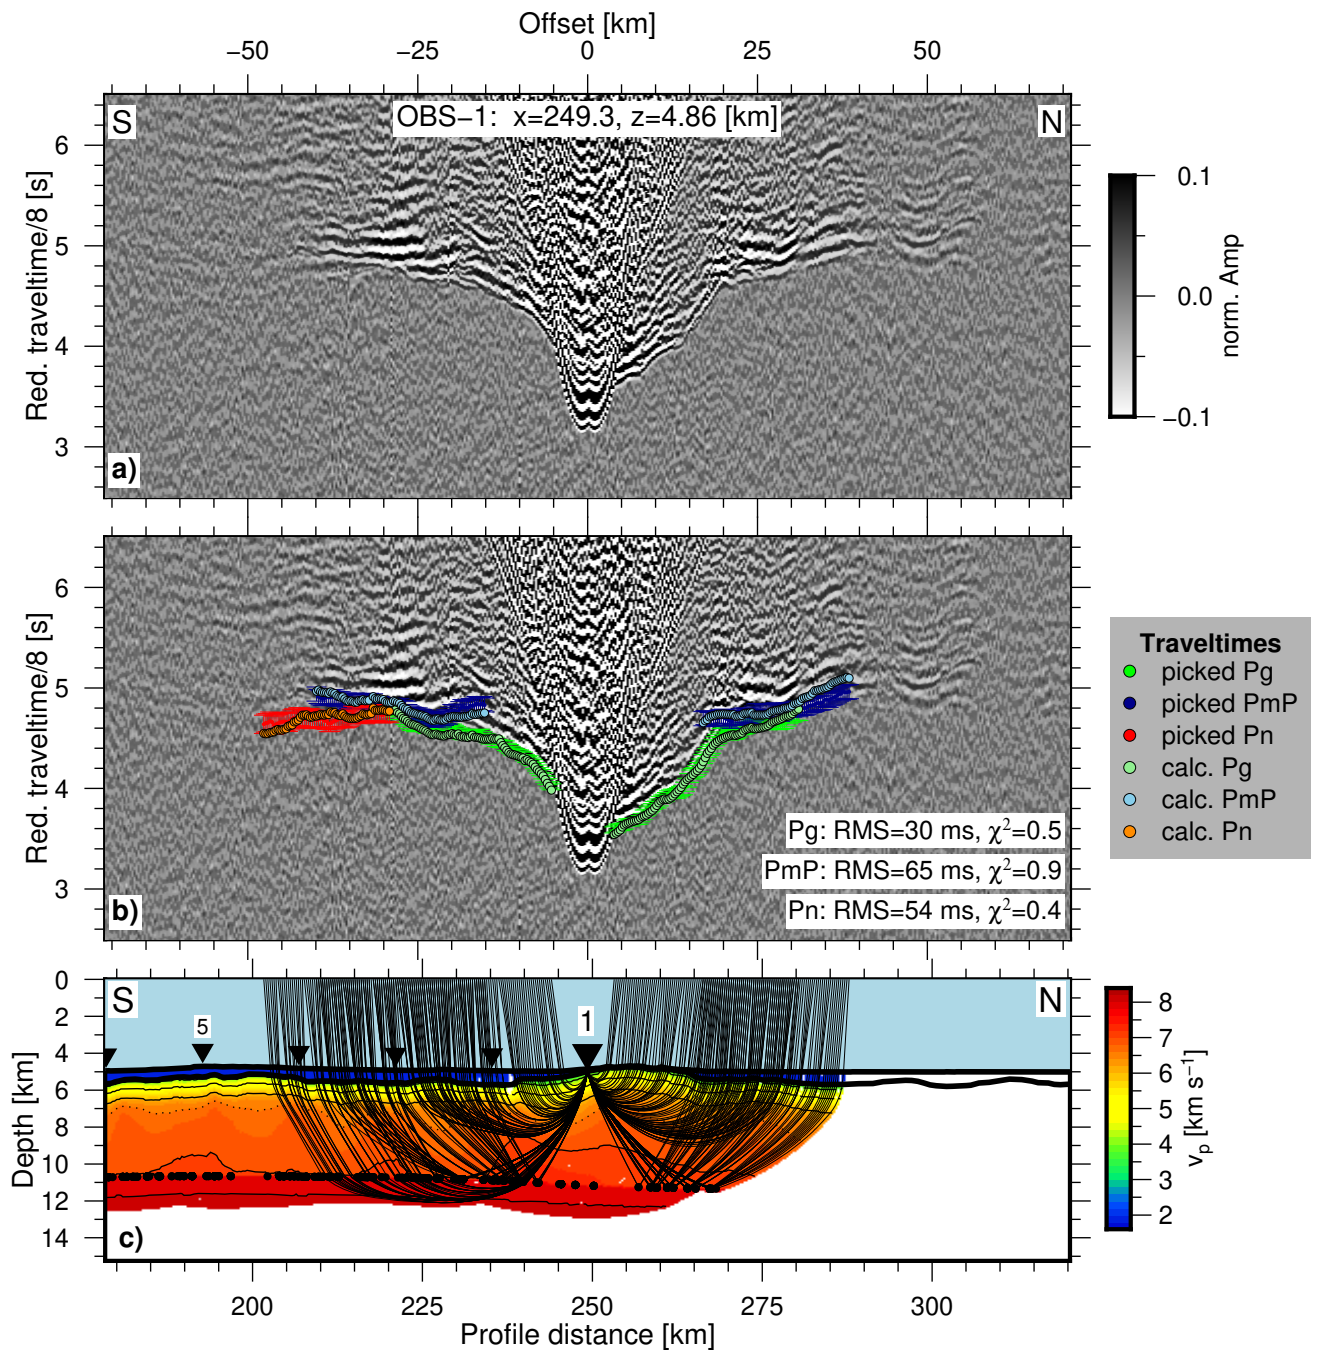 Offset [km]
−50 −25 0 25 50
S
OBS−1: x=249.3, z=4.86 [km]
N
Red. traveltime/8 [s]
6
5
4
3
a)
0.1
0.0
−0.1
norm. Amp
Red. traveltime/8 [s]
6
5
4
3
b)
Pg: RMS=30 ms, χ²=0.5
PmP: RMS=65 ms, χ²=0.9
Pn: RMS=54 ms, χ²=0.4
Traveltimes
picked Pg
picked PmP
picked Pn
calc. Pg
calc. PmP
calc. Pn
Depth [km]
0
2
4
6
8
10
12
14
S
5
1
N
c)
8
7
6
5
4
3
2
vp [km s⁻¹]
200 225 250 275 300
Profile distance [km]